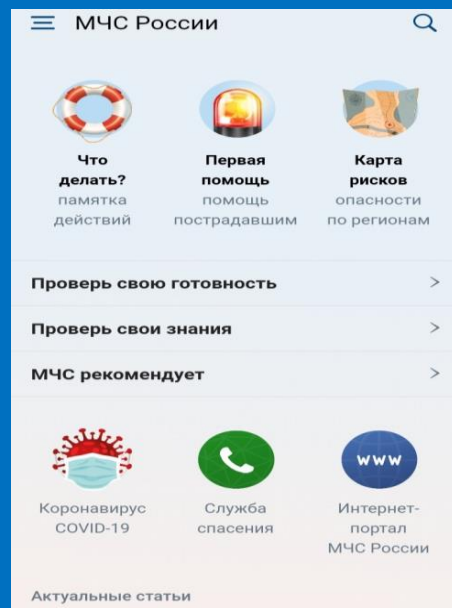 МЧС России
Что
делать?
памятка
действий
Первая
помощь
помощь
пострадавшим
Карта
рисков
опасности
по регионам
Проверь свою готовность
Проверь свои знания
МЧС рекомендует
Коронавирус
COVID-19
Служба
спасения
www
Интернет-
портал
МЧС России
Актуальные статьи